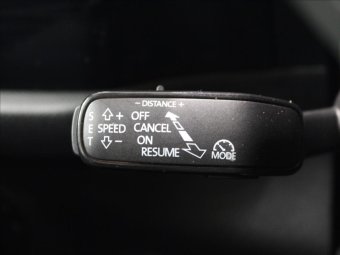 − DISTANCE +
S + OFF
E SPEED CANCEL
T − ON
RESUME
MODE